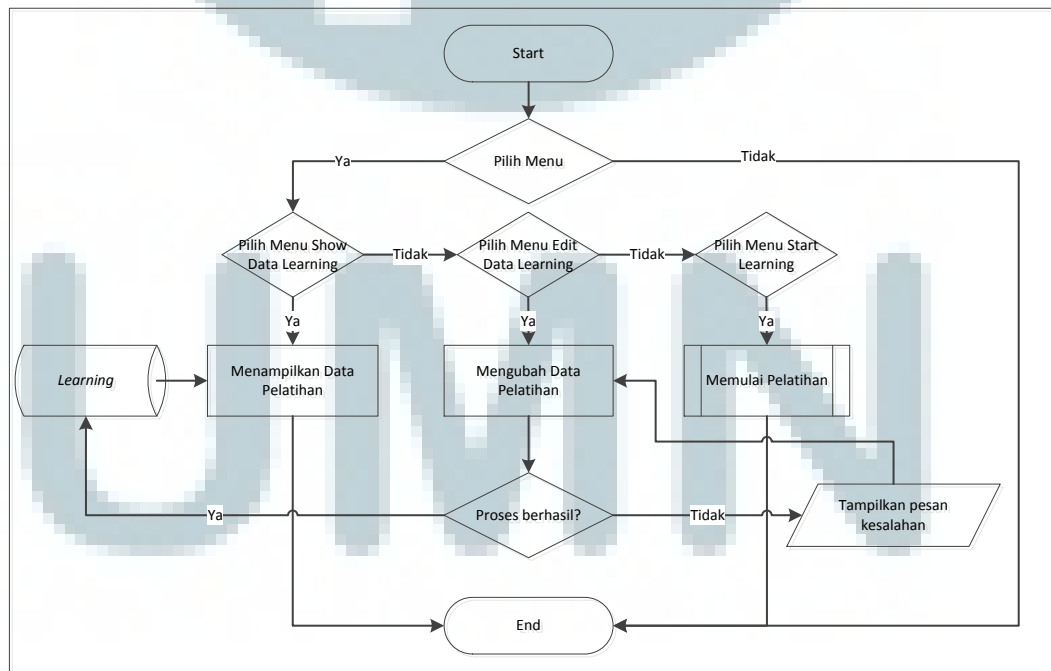 Start
Pilih Menu
Ya
Tidak
Pilih Menu Show
Data Learning
Tidak
Pilih Menu Edit
Data Learning
Tidak
Pilih Menu Start
Learning
Ya
Ya
Ya
Learning
Menampilkan Data
Pelatihan
Mengubah Data
Pelatihan
Memulai Pelatihan
Ya
Proses berhasil?
Tidak
Tampilkan pesan
kesalahan
End
UMN